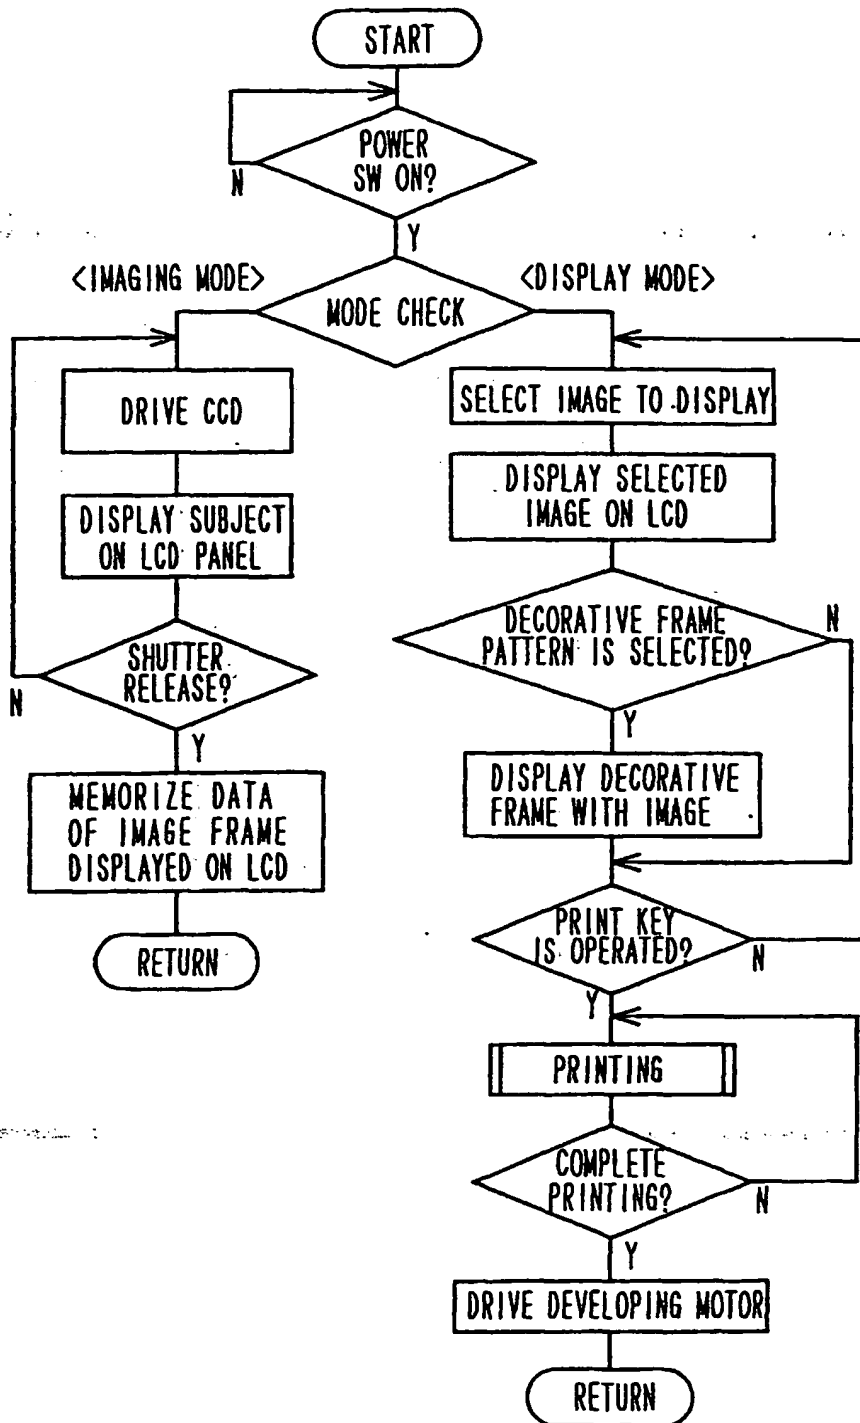 START
POWER
SW ON?
N
Y
<IMAGING MODE>
MODE CHECK
<DISPLAY MODE>
DRIVE CCD
DISPLAY SUBJECT
ON LCD PANEL
SHUTTER
RELEASE?
N
Y
MEMORIZE DATA
OF IMAGE FRAME
DISPLAYED ON LCD
RETURN
SELECT IMAGE TO DISPLAY
DISPLAY SELECTED
IMAGE ON LCD
DECORATIVE FRAME
PATTERN IS SELECTED?
N
Y
DISPLAY DECORATIVE
FRAME WITH IMAGE
PRINT KEY
IS OPERATED?
N
Y
PRINTING
COMPLETE
PRINTING?
N
Y
DRIVE DEVELOPING MOTOR
RETURN